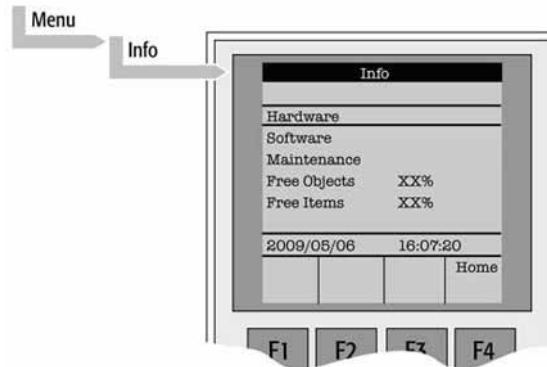 Menu
Info
Info
Hardware
Software
Maintenance
Free Objects XX%
Free Items XX%
2009/05/06 16:07:20
Home
F1 F2 F3 F4